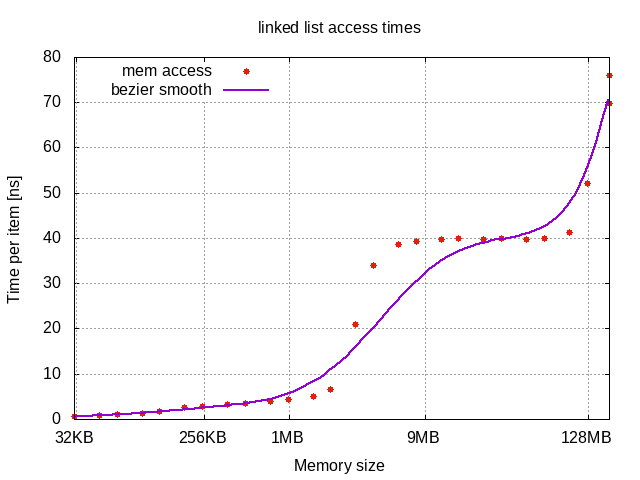 linked list access times
mem access
bezier smooth
80
70
60
50
40
30
20
10
0
Time per item [ns]
32KB 256KB 1MB 9MB 128MB
Memory size